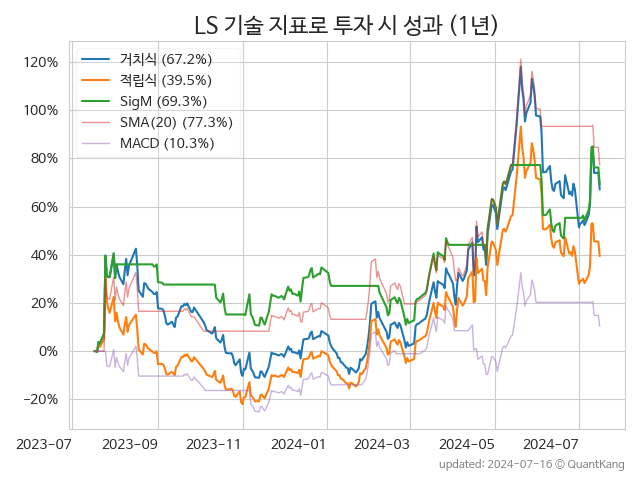 LS 기술 지표로 투자 시 성과 (1년)
거치식 (67.2%)
적립식 (39.5%)
SigM (69.3%)
SMA(20) (77.3%)
MACD (10.3%)
120%
100%
80%
60%
40%
20%
0%
−20%
2023-07
2023-09
2023-11
2024-01
2024-03
2024-05
2024-07
updated: 2024-07-16 © QuantKang